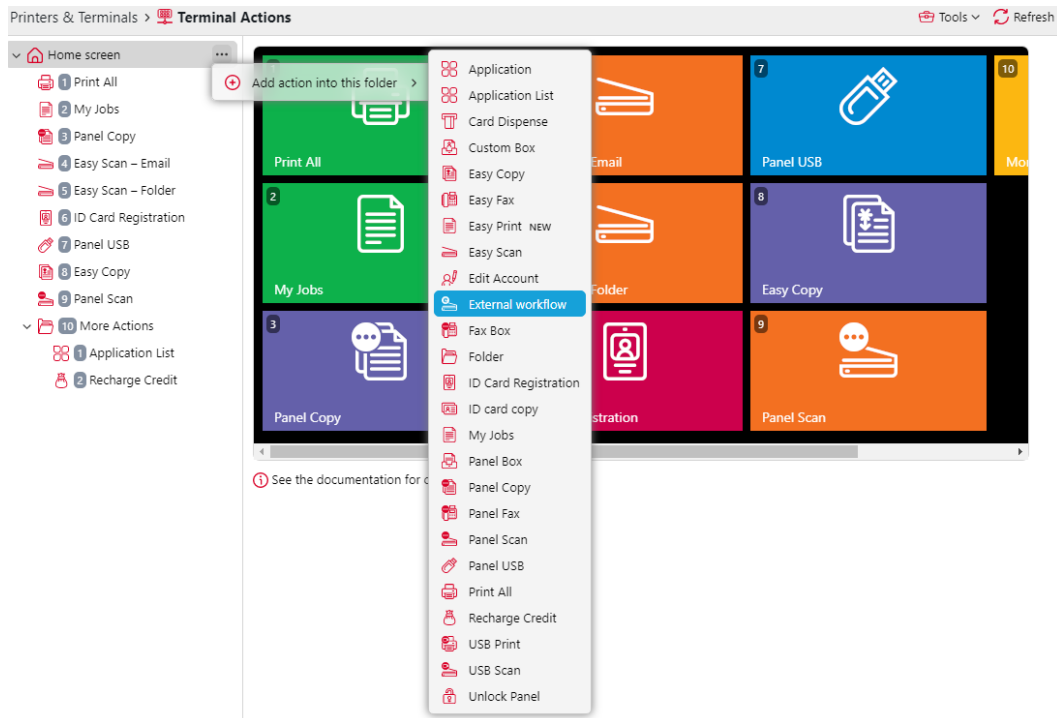 Printers & Terminals > Terminal Actions
Tools
Refresh
Home screen
...
1 Print All
2 My Jobs
3 Panel Copy
4 Easy Scan – Email
5 Easy Scan – Folder
6 ID Card Registration
7 Panel USB
8 Easy Copy
9 Panel Scan
10 More Actions
1 Application List
2 Recharge Credit
Add action into this folder >
Application
Application List
Card Dispense
Custom Box
Easy Copy
Easy Fax
Easy Print NEW
Easy Scan
Edit Account
External workflow
Fax Box
Folder
ID Card Registration
ID card copy
My Jobs
Panel Box
Panel Copy
Panel Fax
Panel Scan
Panel USB
Print All
Recharge Credit
USB Print
USB Scan
Unlock Panel
Print All
Email
7
Panel USB
10
Mo
2
My Jobs
Folder
8
Easy Copy
3
Panel Copy
stration
9
Panel Scan
See the documentation for